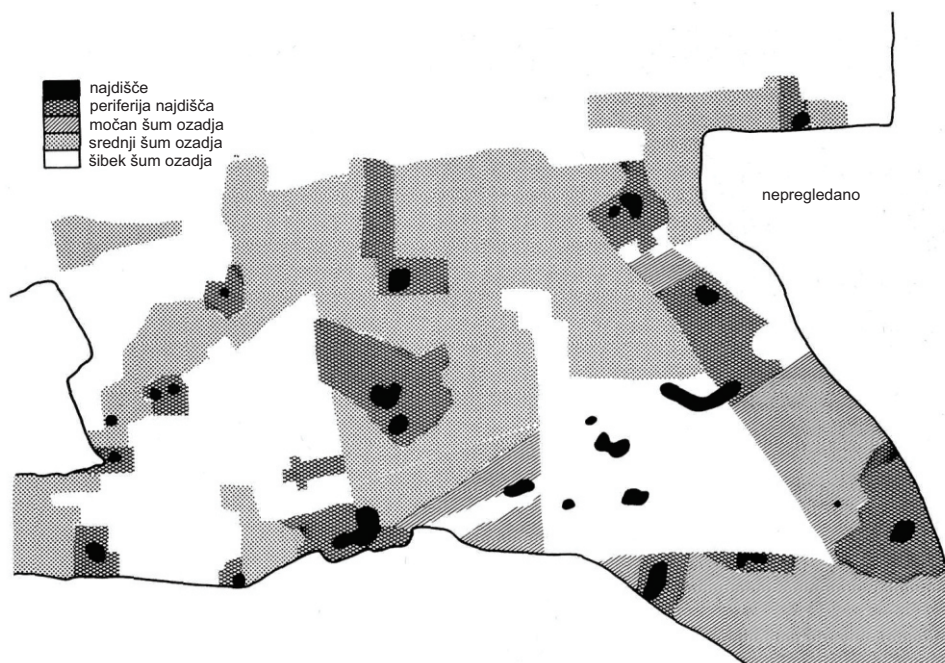 najdišče
periferija najdišča
močan šum ozadja
srednji šum ozadja
šibek šum ozadja
nepregledano